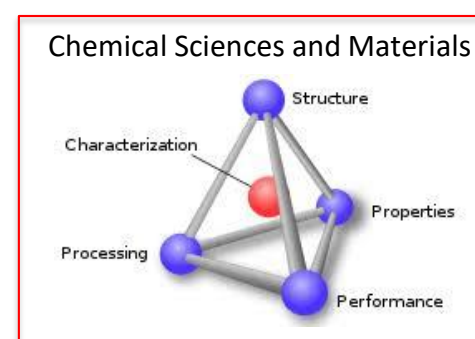 Chemical Sciences and Materials
Structure
Characterization
Properties
Processing
Performance